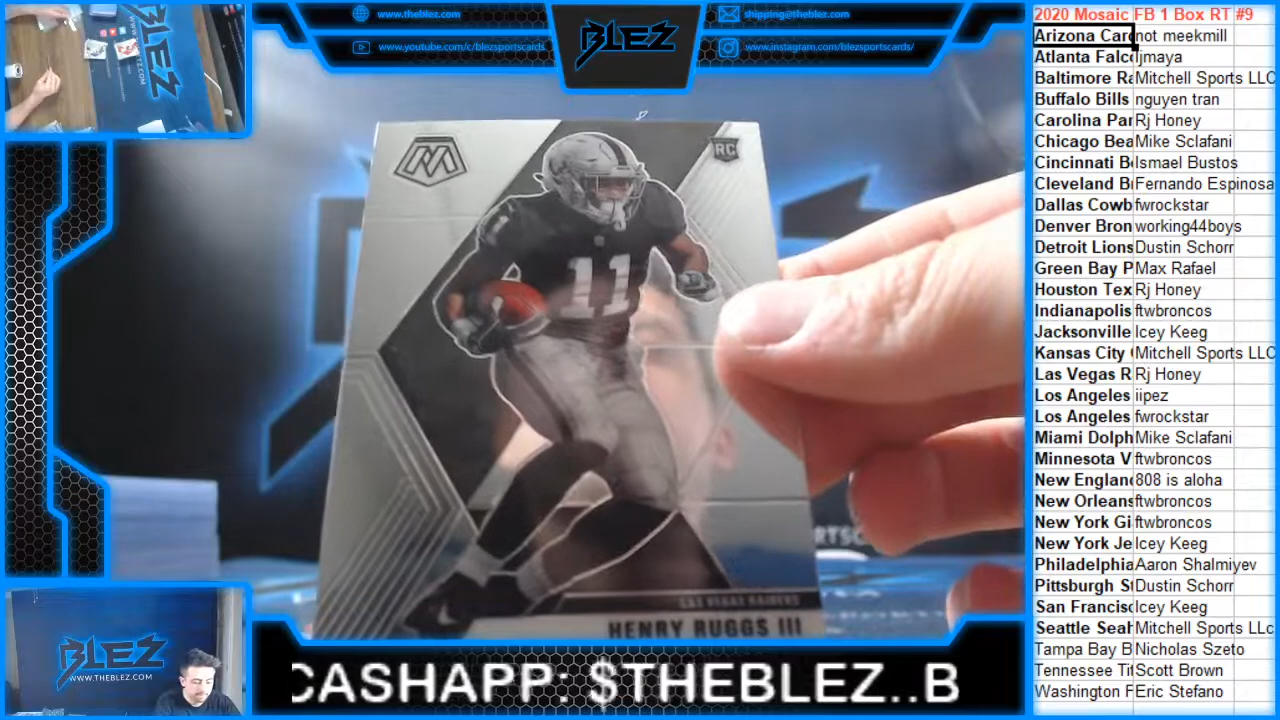 www.theblez.com
shipping@theblez.com
www.youtube.com/c/blezsportscards
www.instagram.com/blezsportscards/
BLEZ
RC
11
LAS VEGAS RAIDERS
HENRY RUGGS III
BLEZ
WWW.THEBLEZ.COM
CASHAPP: $THEBLEZ..B
2020 Mosaic FB 1 Box RT #9
Arizona Card not meekmill
Atlanta Falco ljmaya
Baltimore Ra Mitchell Sports LLC
Buffalo Bills nguyen tran
Carolina Pan Rj Honey
Chicago Bea Mike Sclafani
Cincinnati Be Ismael Bustos
Cleveland Br Fernando Espinosa
Dallas Cowb fwrockstar
Denver Bron working44boys
Detroit Lions Dustin Schorr
Green Bay P Max Rafael
Houston Tex Rj Honey
Indianapolis ftwbroncos
Jacksonville Icey Keeg
Kansas City Mitchell Sports LLC
Las Vegas R Rj Honey
Los Angeles iipez
Los Angeles fwrockstar
Miami Dolph Mike Sclafani
Minnesota V ftwbroncos
New England 808 is aloha
New Orleans ftwbroncos
New York Gi ftwbroncos
New York Je Icey Keeg
Philadelphia Aaron Shalmiyev
Pittsburgh St Dustin Schorr
San Francisc Icey Keeg
Seattle Seah Mitchell Sports LLc
Tampa Bay B Nicholas Szeto
Tennessee Tit Scott Brown
Washington F Eric Stefano